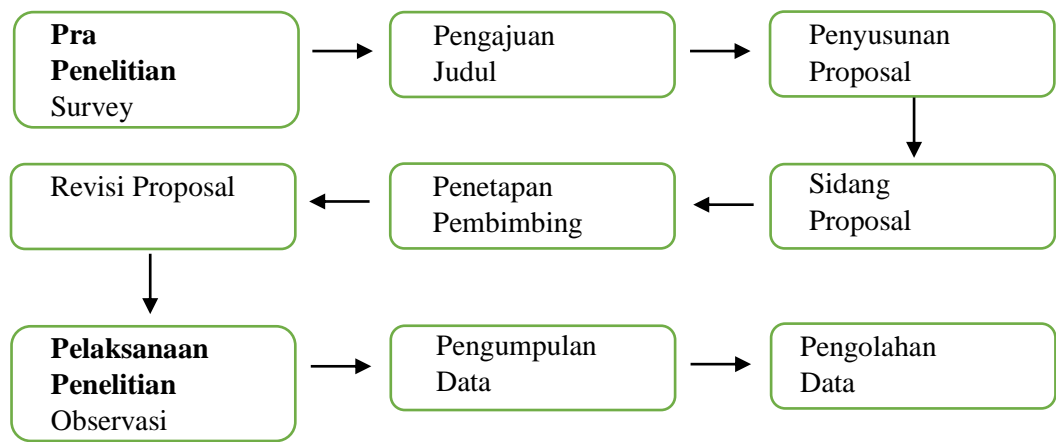 Pra
Penelitian
Survey
Pengajuan
Judul
Penyusunan
Proposal
Sidang
Proposal
Penetapan
Pembimbing
Revisi Proposal
Pelaksanaan
Penelitian
Observasi
Pengumpulan
Data
Pengolahan
Data